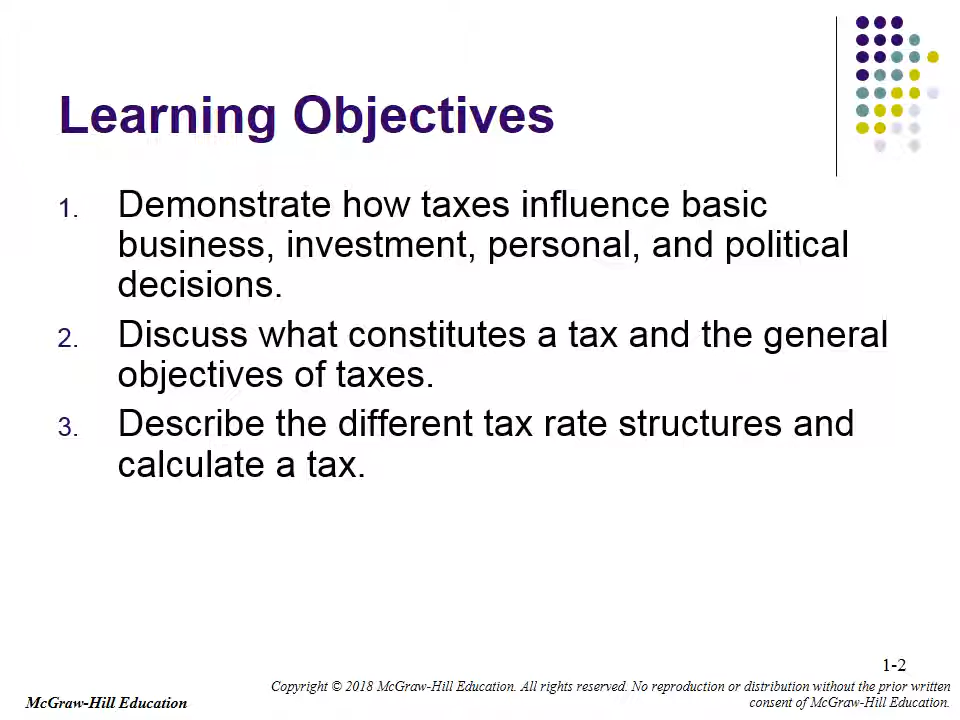 Learning Objectives
1. Demonstrate how taxes influence basic
business, investment, personal, and political
decisions.
2. Discuss what constitutes a tax and the general
objectives of taxes.
3. Describe the different tax rate structures and
calculate a tax.
1-2
Copyright © 2018 McGraw-Hill Education. All rights reserved. No reproduction or distribution without the prior written
consent of McGraw-Hill Education.
McGraw-Hill Education